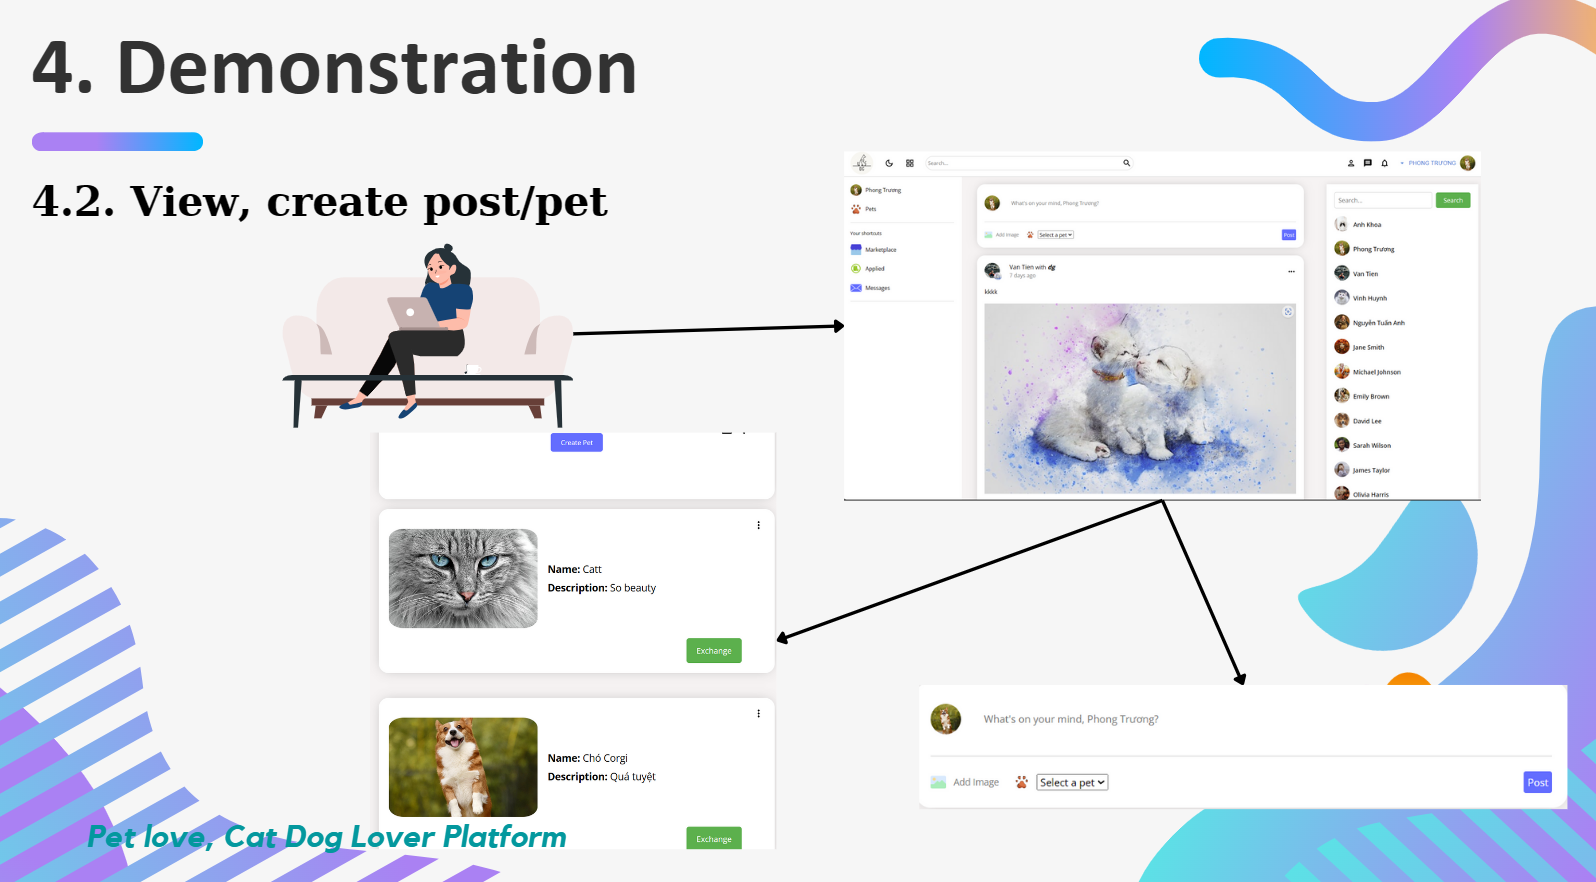 4. Demonstration
4.2. View, create post/pet
Search...
PHONG TRƯƠNG
Phong Trương
Pets
Your shortcuts
Marketplace
Applied
Messages
What's on your mind, Phong Trương?
Add Image
Select a pet
Post
Van Tien with dg
7 days ago
kkkk
Search...
Search
Anh Khoa
Phong Trương
Van Tien
Vinh Huynh
Nguyễn Tuấn Anh
Jane Smith
Michael Johnson
Emily Brown
David Lee
Sarah Wilson
James Taylor
Olivia Harris
Create Pet
Name: Catt
Description: So beauty
Exchange
Name: Chó Corgi
Description: Quá tuyệt
Exchange
What's on your mind, Phong Trương?
Add Image
Select a pet
Post
Pet love, Cat Dog Lover Platform